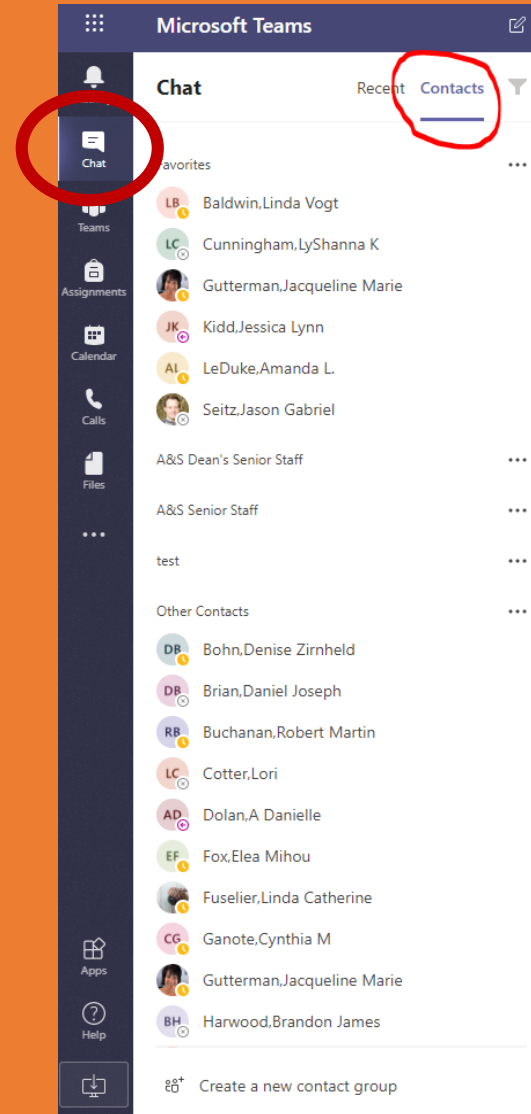 Microsoft Teams
Chat
Recent
Contacts
Chat
Teams
Assignments
Calendar
Calls
Files
Apps
Help
LB Baldwin,Linda Vogt
LC Cunningham,LyShanna K
Gutterman,Jacqueline Marie
JK Kidd,Jessica Lynn
AL LeDuke,Amanda L.
Seitz,Jason Gabriel
A&S Dean's Senior Staff
A&S Senior Staff
test
Other Contacts
DB Bohn,Denise Zirnheld
DB Brian,Daniel Joseph
RB Buchanan,Robert Martin
LC Cotter,Lori
AD Dolan,A Danielle
EF Fox,Elea Mihou
Fuselier,Linda Catherine
CG Ganote,Cynthia M
Gutterman,Jacqueline Marie
BH Harwood,Brandon James
Create a new contact group